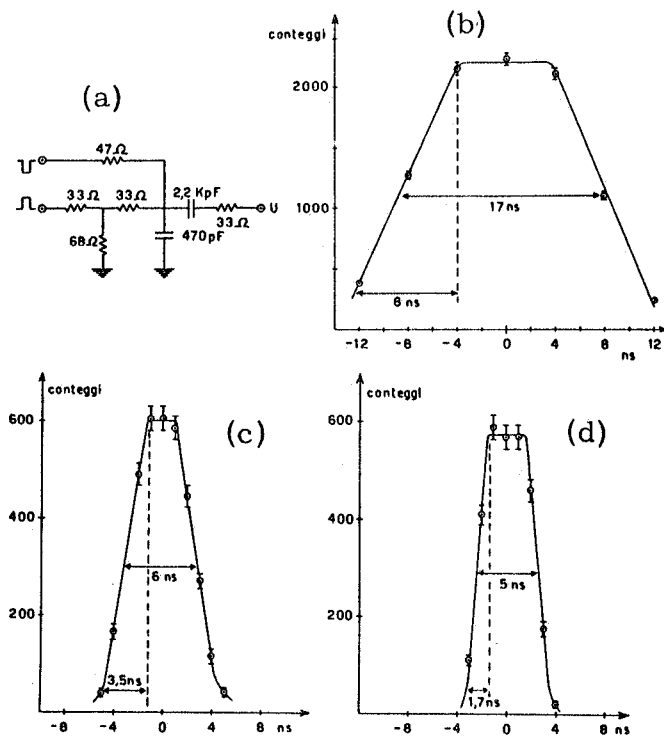 (a)
47Ω
33Ω
33Ω
2,2 KpF
33Ω
U
68Ω
470pF
(b)
conteggi
2000
1000
17 ns
8 ns
-12 -8 -4 0 4 8 12
ns
(c)
conteggi
600
400
200
6 ns
3,5ns
-8 -4 0 4 8 ns
(d)
conteggi
600
400
200
5 ns
1,7ns
-8 -4 0 4 8 ns